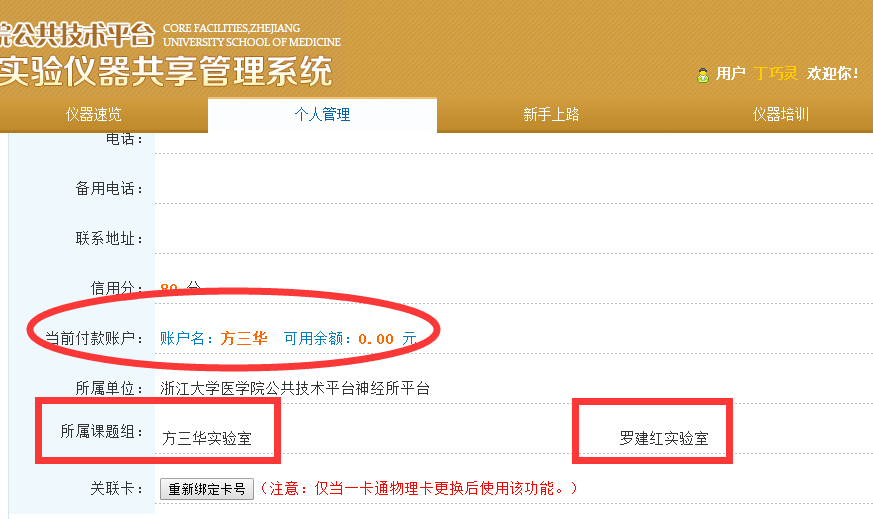 院公共技术平台
CORE FACILITIES,ZHEJIANG
UNIVERSITY SCHOOL OF MEDICINE
实验仪器共享管理系统
用户 丁巧灵 欢迎你!
仪器速览 个人管理 新手上路 仪器培训
电话:
备用电话:
联系地址:
信用分: 80 分
当前付款账户: 账户名: 方三华 可用余额: 0.00 元
所属单位: 浙江大学医学院公共技术平台神经所平台
所属课题组: 方三华实验室 罗建红实验室
关联卡: 重新绑定卡号 (注意: 仅当一卡通物理卡更换后使用该功能。)